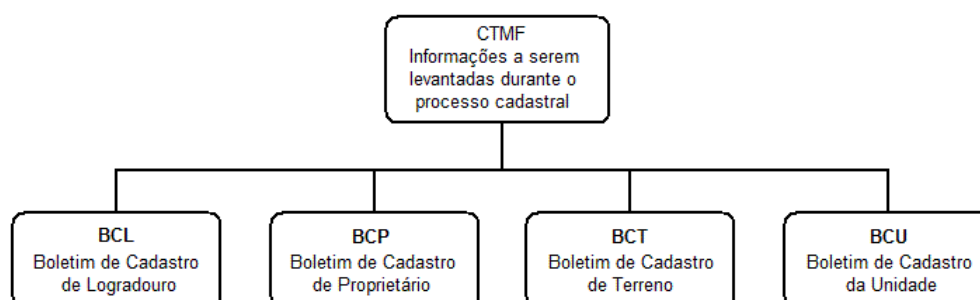 CTMF
Informações a serem
levantadas durante o
processo cadastral
BCL
Boletim de Cadastro
de Logradouro
BCP
Boletim de Cadastro
de Proprietário
BCT
Boletim de Cadastro
de Terreno
BCU
Boletim de Cadastro
da Unidade